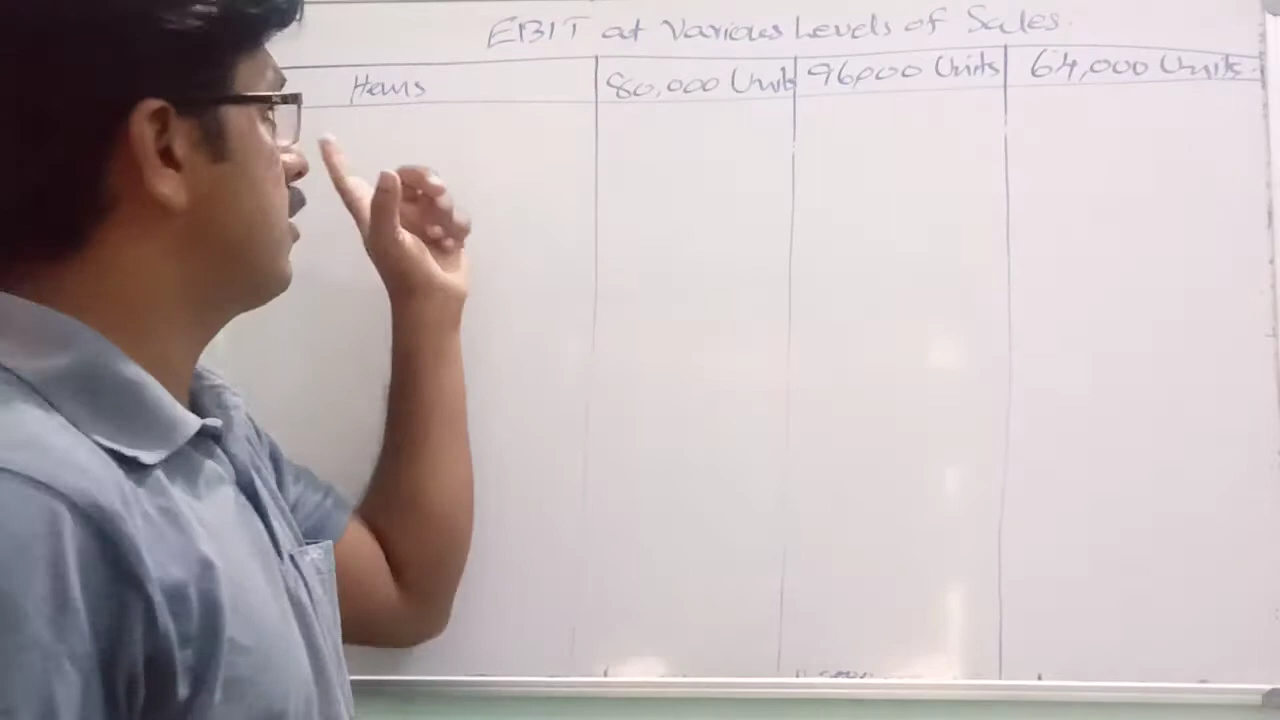 EBIT at Various Levels of Sales.
Items 80,000 Units 96,000 Units 64,000 Units.